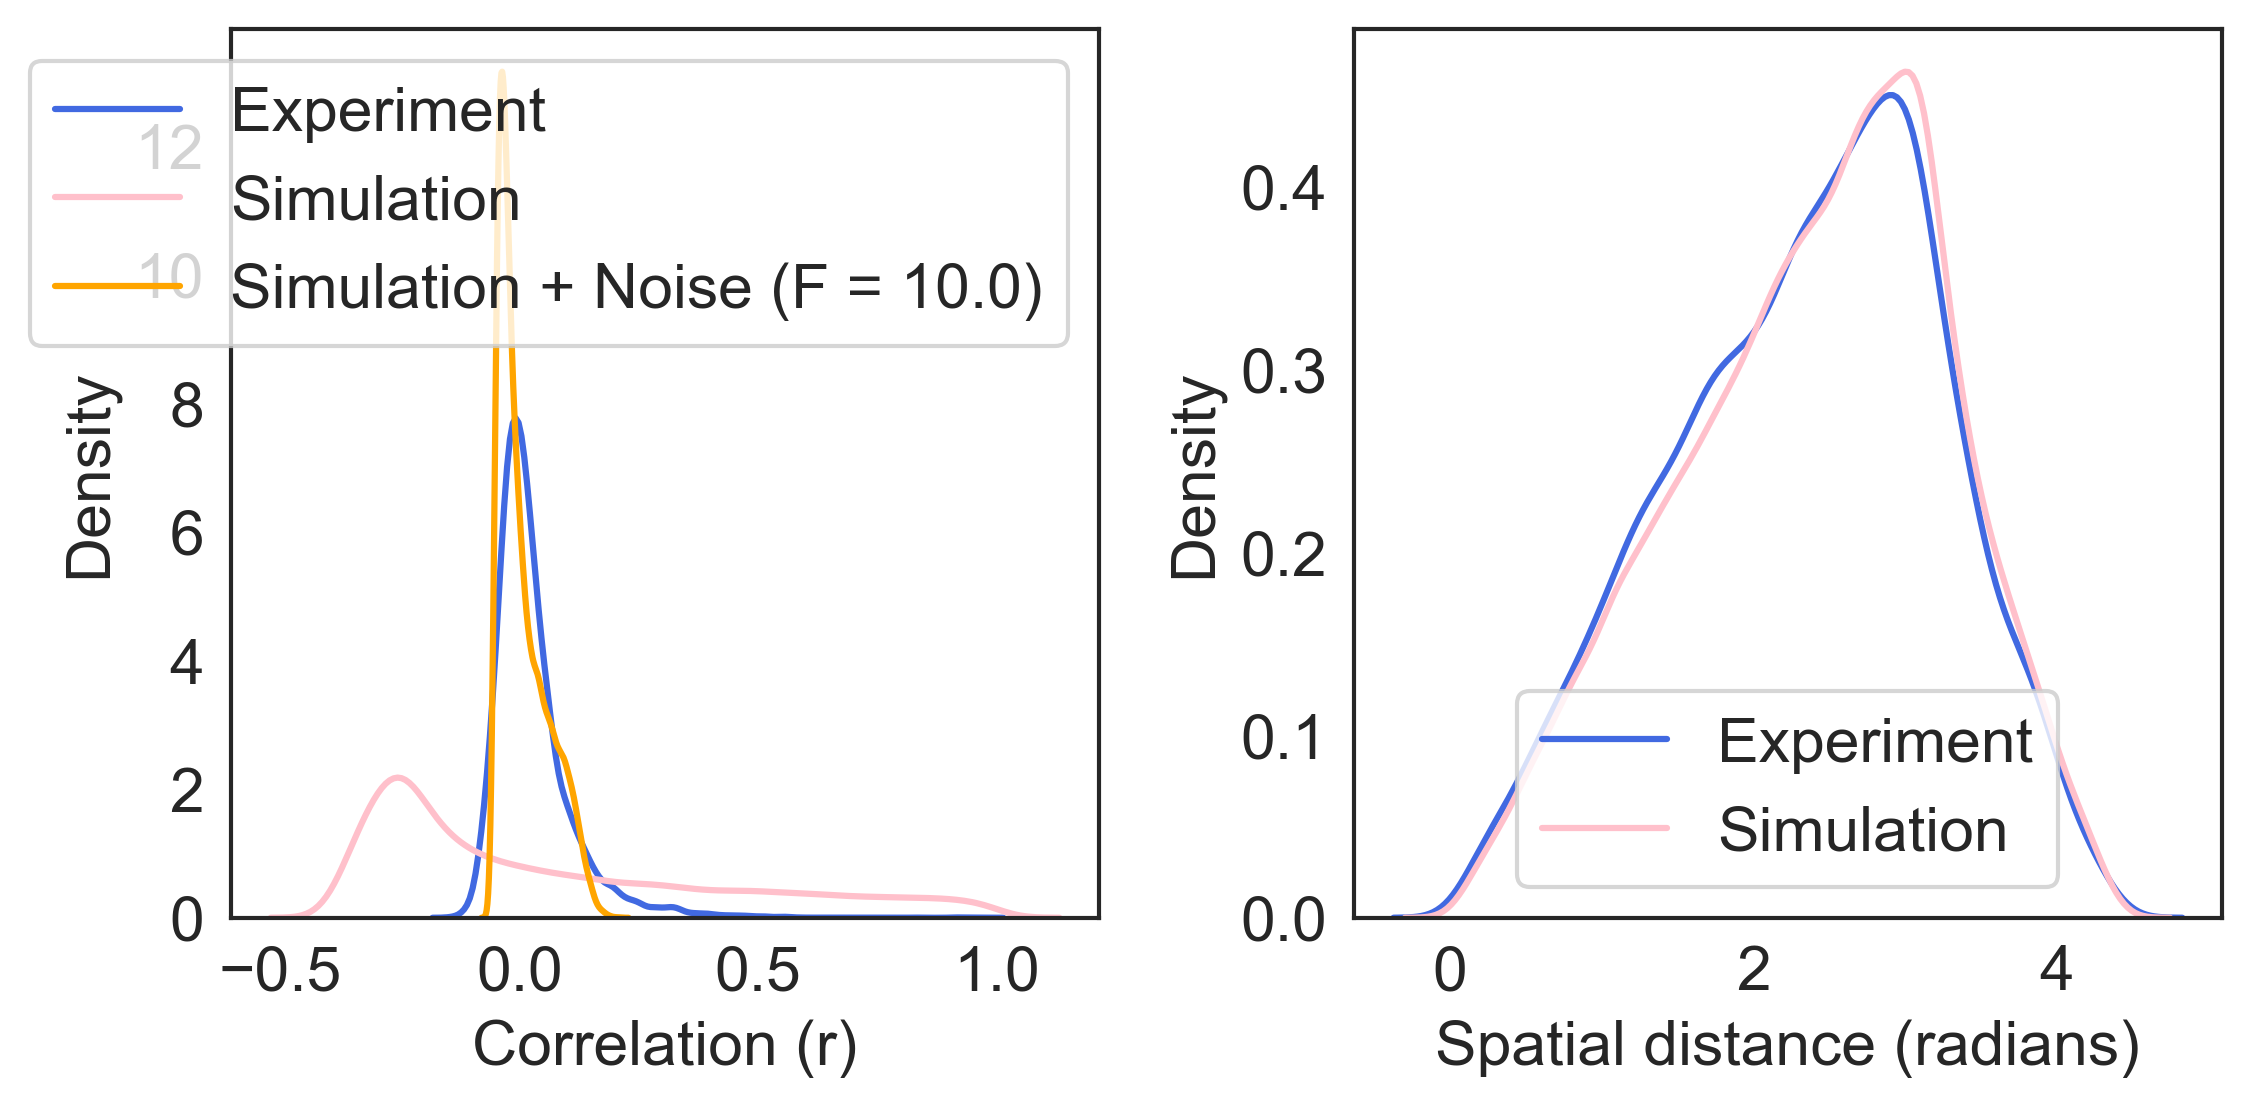 Experiment
Simulation
Simulation + Noise (F = 10.0)
Density
12
10
8
6
4
2
0
−0.5 0.0 0.5 1.0
Correlation (r)
Density
0.4
0.3
0.2
0.1
0.0
Experiment
Simulation
0 2 4
Spatial distance (radians)